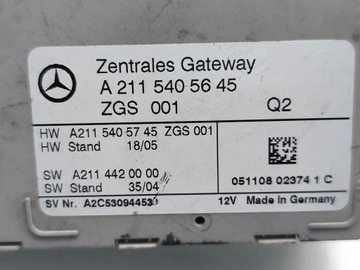 Zentrales Gateway
A 211 540 56 45
ZGS 001 Q2
HW A211 540 57 45 ZGS 001
HW Stand 18/05
SW A211 442 00 00
SW Stand 35/04
051108 02374 1 C
SV Nr. A2C53094453 12V Made in Germany